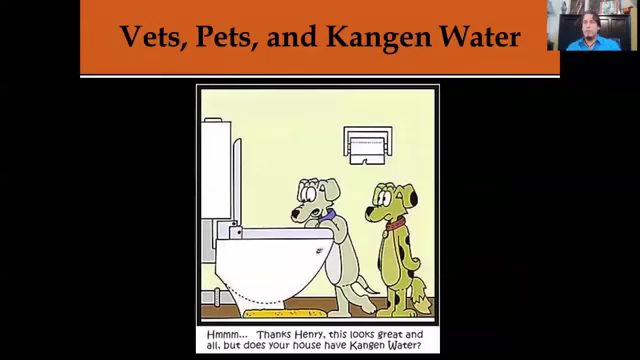 Vets, Pets, and Kangen Water
Hmmm... Thanks Henry, this looks great and
all, but does your house have Kangen Water?